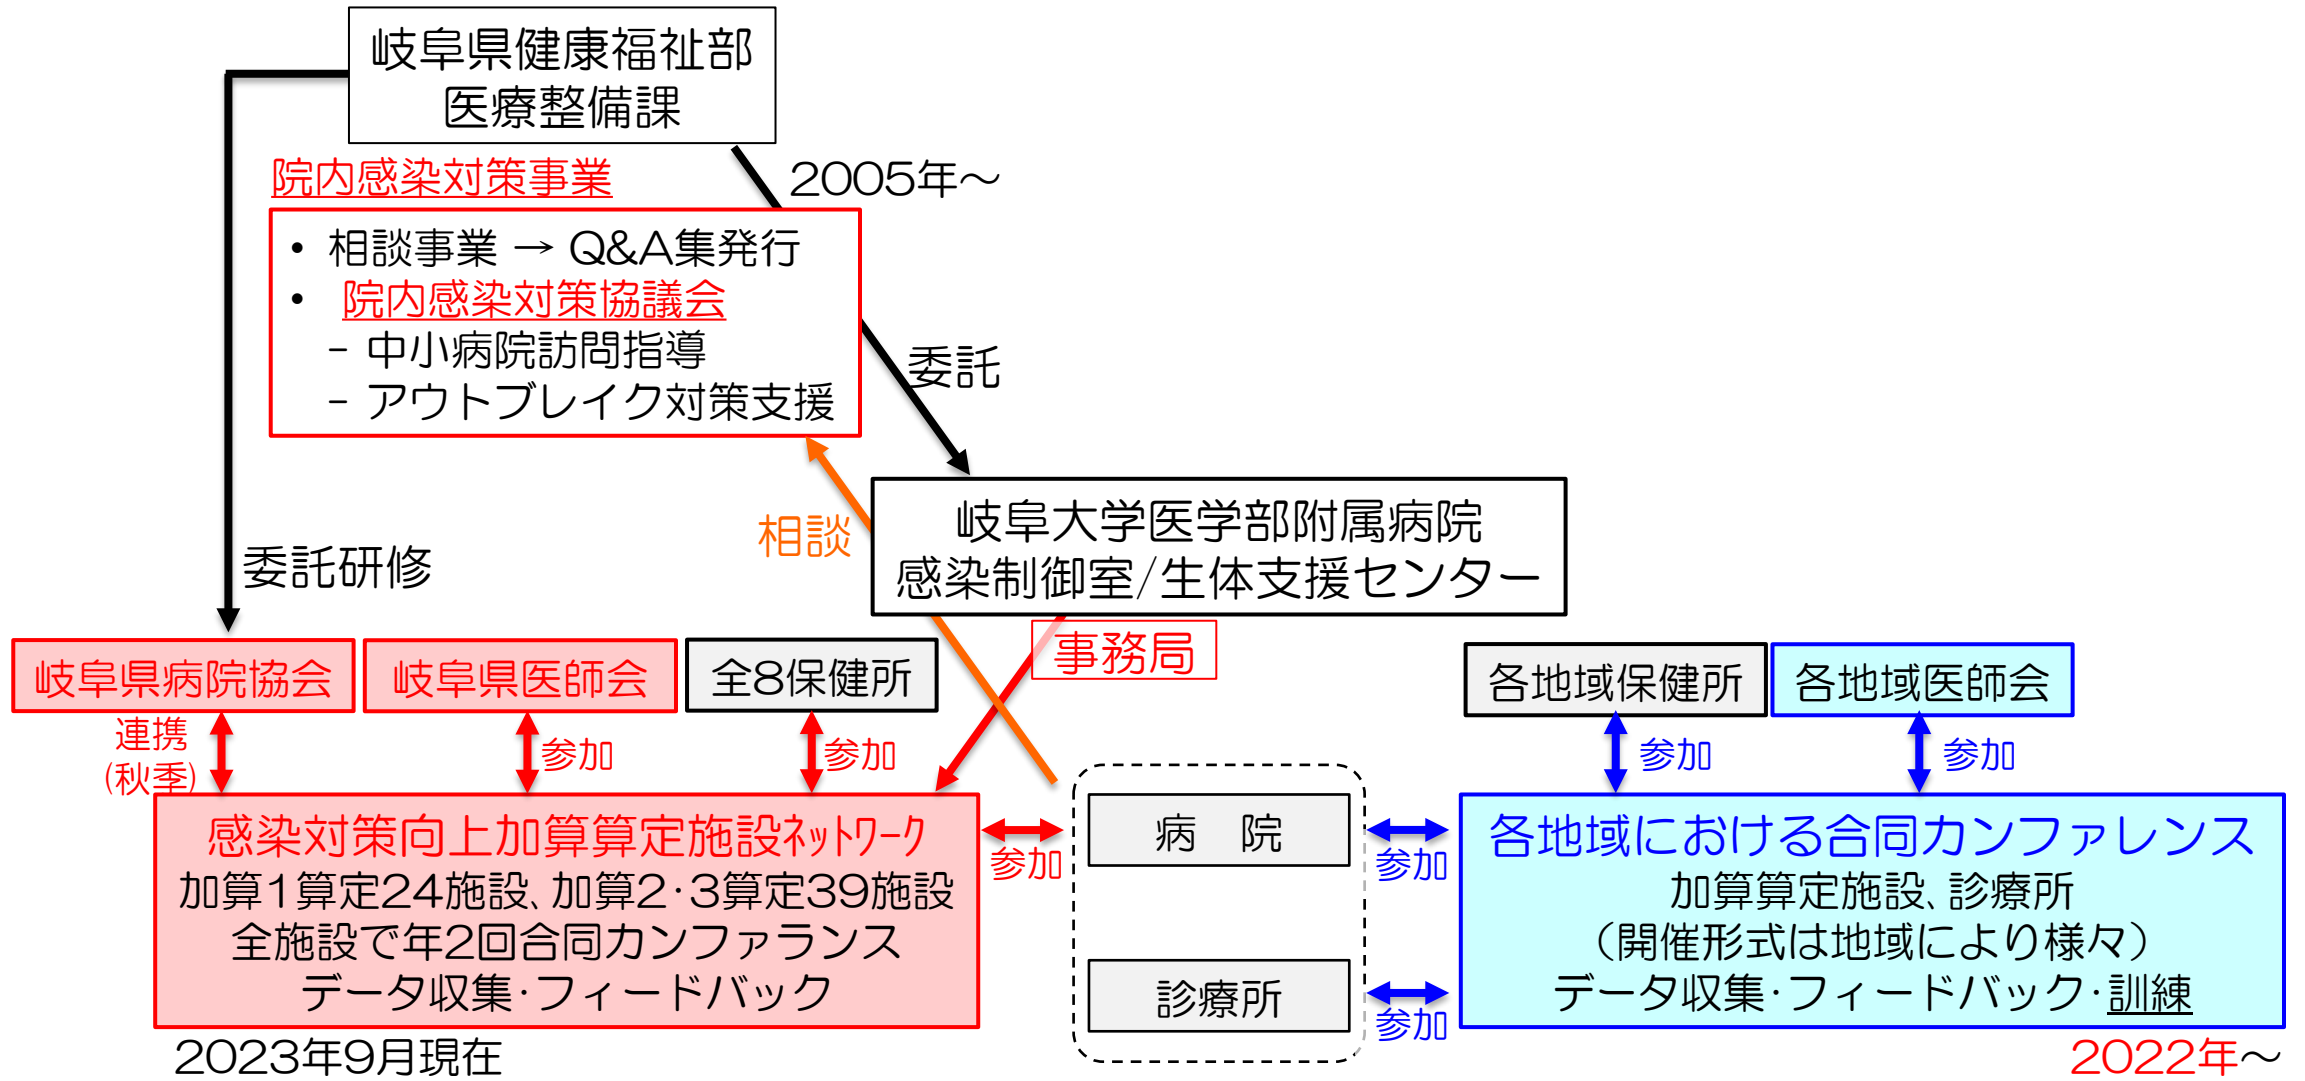 岐阜県健康福祉部
医療整備課
院内感染対策事業
2005年～
• 相談事業 → Q&A集発行
• 院内感染対策協議会
- 中小病院訪問指導
- アウトブレイク対策支援
委託
岐阜大学医学部附属病院
感染制御室/生体支援センター
相談
委託研修
事務局
岐阜県病院協会
岐阜県医師会
全8保健所
各地域保健所
各地域医師会
連携
(秋季)
参加
参加
参加
参加
感染対策向上加算算定施設ﾈｯﾄﾜｰｸ
加算1算定24施設、加算2･3算定39施設
全施設で年2回合同カンファランス
データ収集･フィードバック
参加
病　院
診療所
参加
参加
各地域における合同カンファレンス
加算算定施設、診療所
（開催形式は地域により様々）
データ収集･フィードバック･訓練
2023年9月現在
2022年～